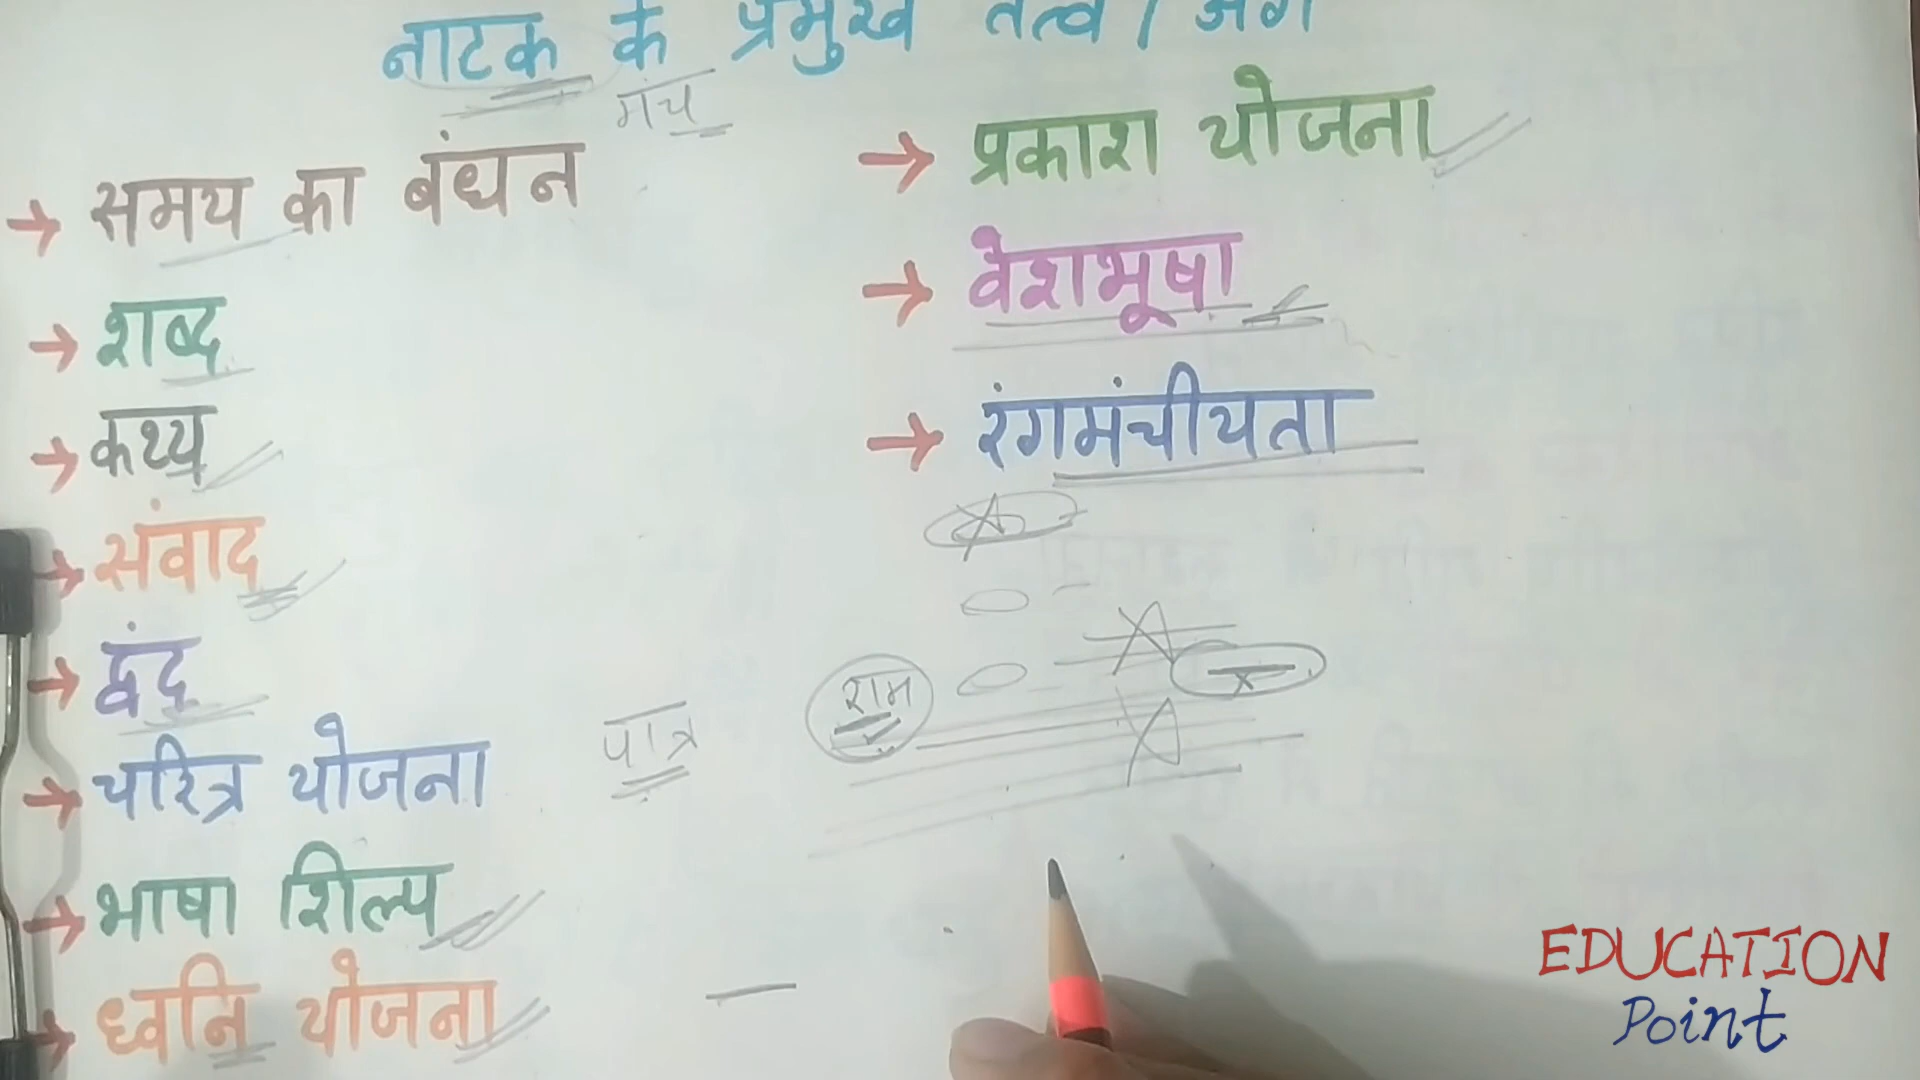 नाटक के प्रमुख तत्व / अंग
मंच
→ समय का बंधन
→ शब्द
→ कथ्य
→ संवाद
→ द्वंद
→ चरित्र योजना
पात्र
→ भाषा शिल्प
→ ध्वनि योजना
→ प्रकाश योजना
→ वेशभूषा
→ रंगमंचीयता
राम
EDUCATION
Point